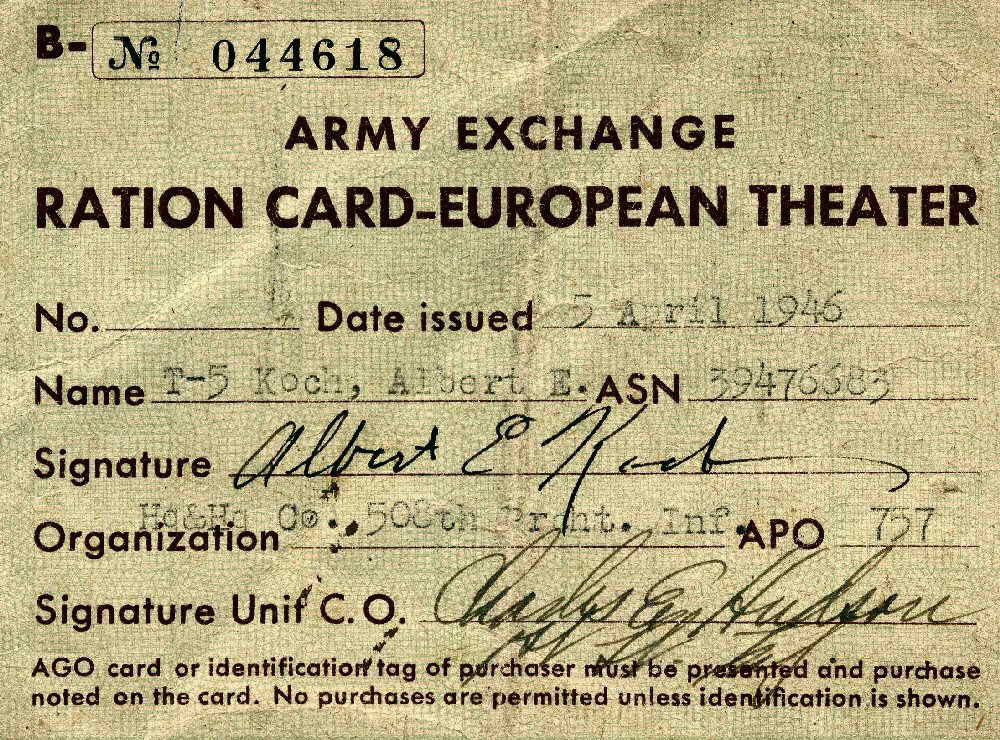 B- № 044618
ARMY EXCHANGE
RATION CARD-EUROPEAN THEATER
No. Date issued 5 April 1946
Name T-5 Koch, Albert E. ASN 39476683
Signature Albert E Koch
Organization Hq&Hq Co., 508th Prcht. Inf. APO 757
Signature Unit C.O. Charles E Hudson
AGO card or identification tag of purchaser must be presented and purchase
noted on the card. No purchases are permitted unless identification is shown.